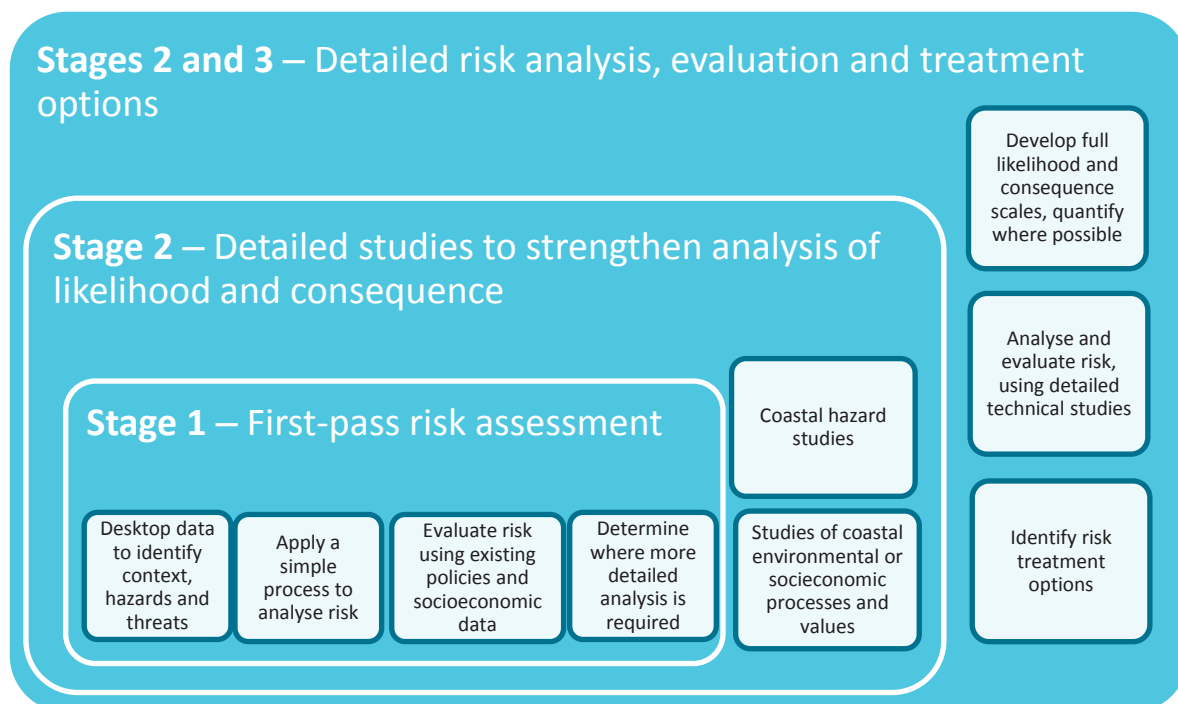 Stages 2 and 3 – Detailed risk analysis, evaluation and treatment
options
Develop full
likelihood and
consequence
scales, quantify
where possible
Stage 2 – Detailed studies to strengthen analysis of
likelihood and consequence
Analyse and
evaluate risk,
using detailed
technical studies
Coastal hazard
studies
Stage 1 – First-pass risk assessment
Desktop data
to identify
context,
hazards and
threats
Apply a
simple
process to
analyse risk
Evaluate risk
using existing
policies and
socioeconomic
data
Determine
where more
detailed
analysis is
required
Studies of coastal
environmental or
socieconomic
processes and
values
Identify risk
treatment
options